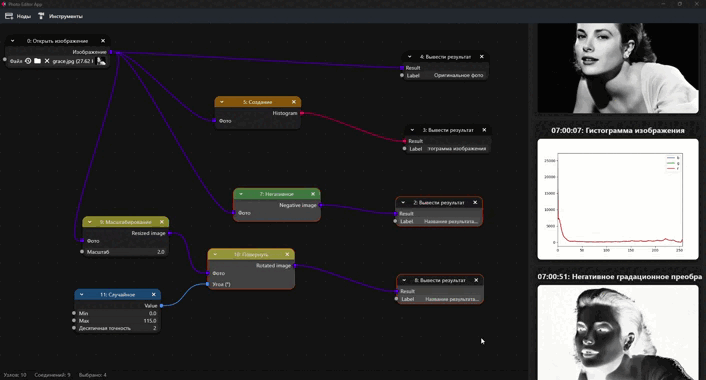 Photo Editor App
Ноды Инструменты
0: Открыть изображение
Изображение
Файл grace.jpg (27.62 I
4: Вывести результат
Result
Label Оригинальное фото
5: Создание
Histogram
Фото
3: Вывести результат
Result
Label тограмма изображения
7: Негативное
Negative image
Фото
2: Вывести результат
Result
Label Название результата...
9: Масштабирование
Resized image
Фото
Масштаб 2.0
10: Повернуть
Rotated image
Фото
Угол (°)
8: Вывести результат
Result
Label Название результата...
11: Случайное
Value
Min 0.0
Max 115.0
Десятичная точность 2
Узлов: 10 Соединений: 9 Выбрано: 4
07:00:07: Гистограмма изображения
25000
20000
15000
10000
5000
0
0 50 100 150 200 250
b
g
r
07:00:51: Негативное градационное преобра